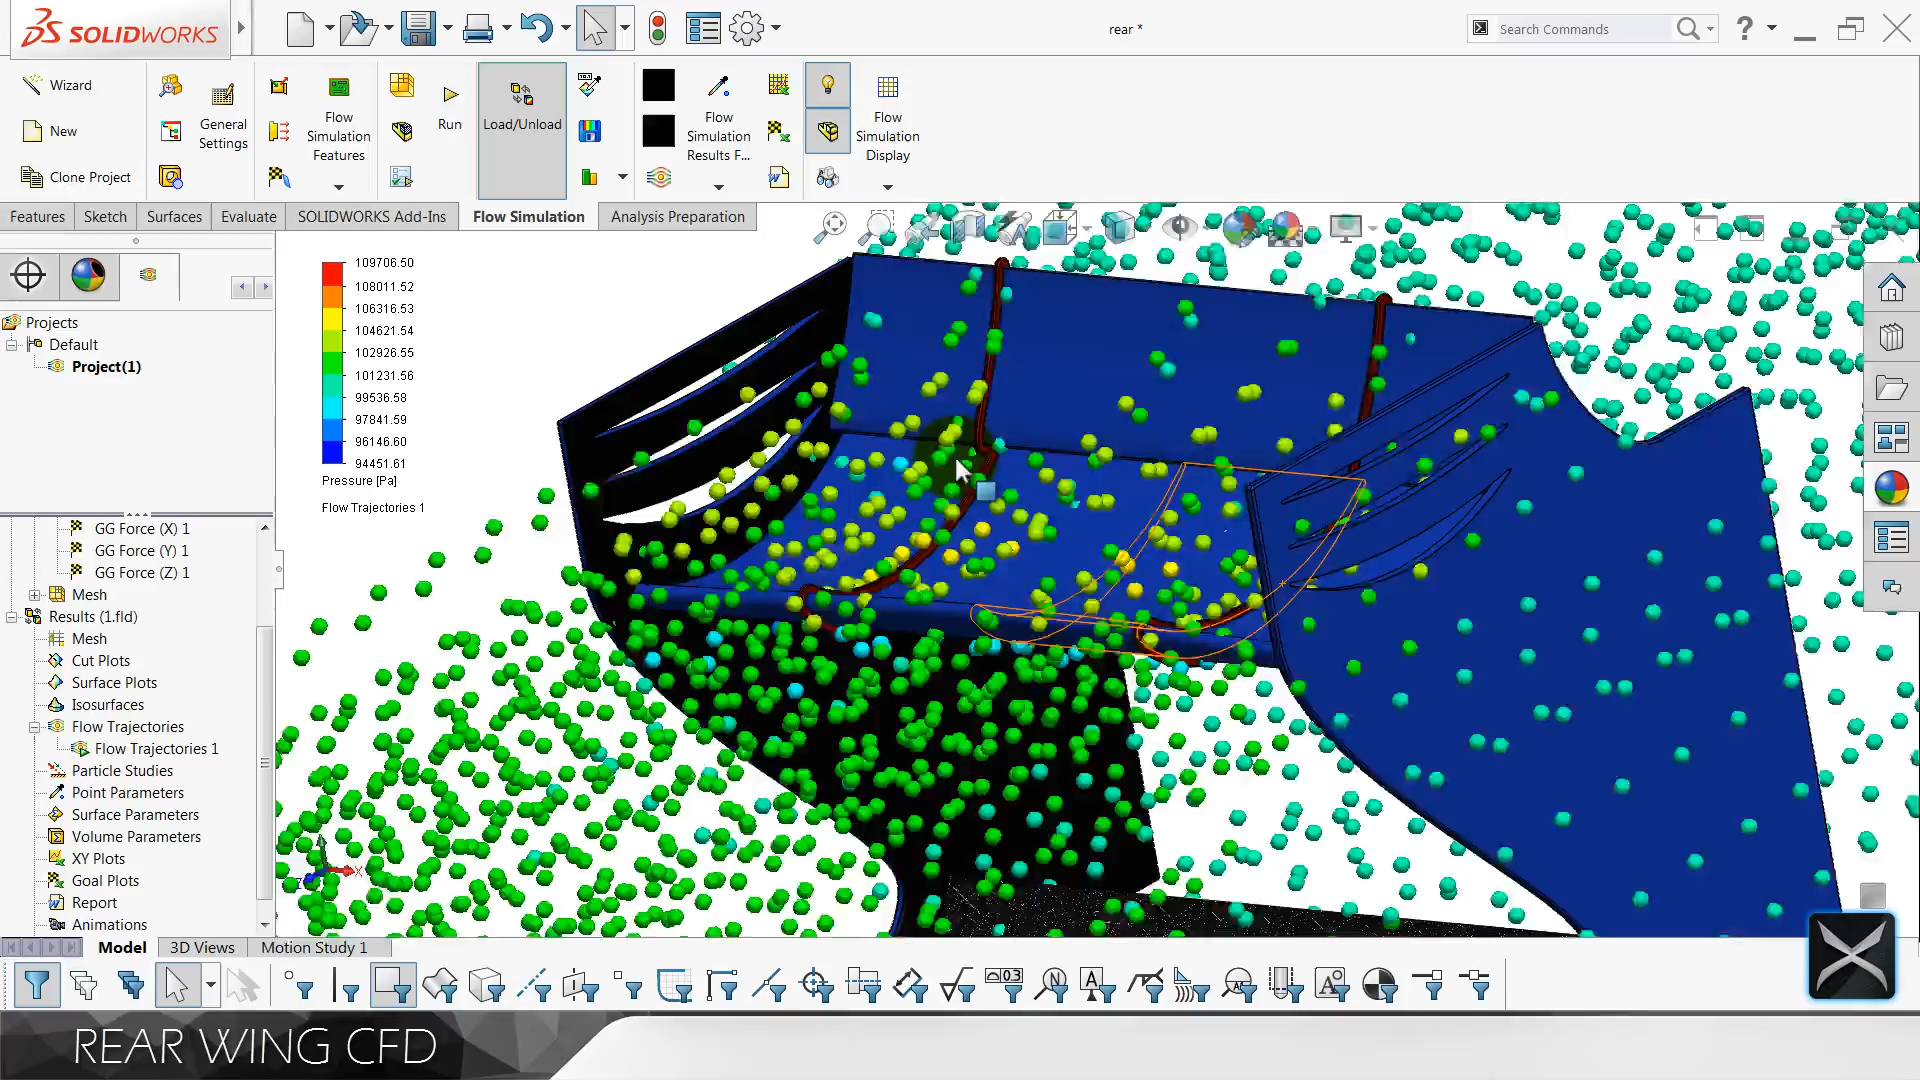 SOLIDWORKS
rear *
Search Commands
?
Wizard
New
Clone Project
General
Settings
Flow
Simulation
Features
Run
Load/Unload
Flow
Simulation
Results F...
Flow
Simulation
Display
Features
Sketch
Surfaces
Evaluate
SOLIDWORKS Add-Ins
Flow Simulation
Analysis Preparation
Projects
Default
Project(1)
109706.50
108011.52
106316.53
104621.54
102926.55
101231.56
99536.58
97841.59
96146.60
94451.61
Pressure [Pa]
Flow Trajectories 1
GG Force (X) 1
GG Force (Y) 1
GG Force (Z) 1
Mesh
Results (1.fld)
Mesh
Cut Plots
Surface Plots
Isosurfaces
Flow Trajectories
Flow Trajectories 1
Particle Studies
Point Parameters
Surface Parameters
Volume Parameters
XY Plots
Goal Plots
Report
Animations
X
Model
3D Views
Motion Study 1
0.3
REAR WING CFD